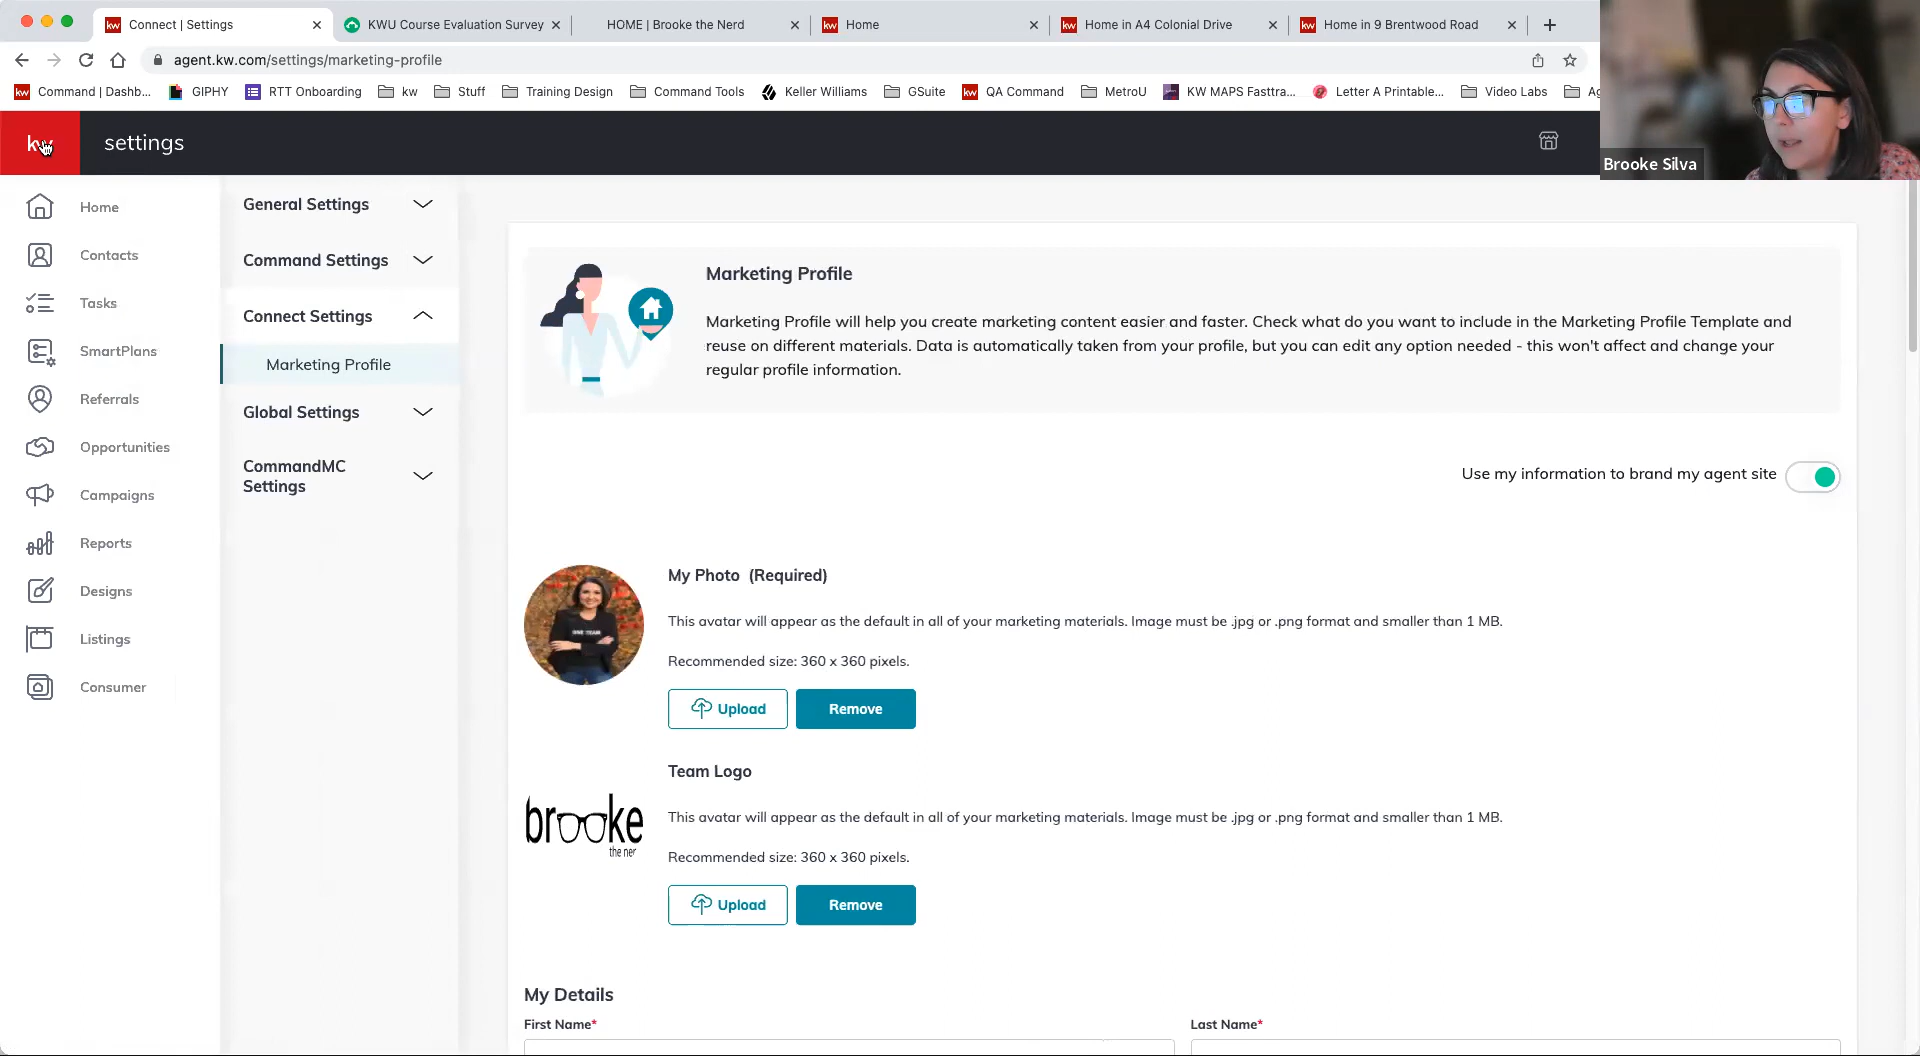 Connect | Settings
KWU Course Evaluation Survey
HOME | Brooke the Nerd
Home
Home in A4 Colonial Drive
Home in 9 Brentwood Road
agent.kw.com/settings/marketing-profile
Command | Dashb...
GIPHY
RTT Onboarding
kw
Stuff
Training Design
Command Tools
Keller Williams
GSuite
QA Command
MetroU
KW MAPS Fasttra...
Letter A Printable...
Video Labs
Ag
kw
settings
Brooke Silva
Home
Contacts
Tasks
SmartPlans
Referrals
Opportunities
Campaigns
Reports
Designs
Listings
Consumer
General Settings
Command Settings
Connect Settings
Marketing Profile
Global Settings
CommandMC
Settings
Marketing Profile
Marketing Profile will help you create marketing content easier and faster. Check what do you want to include in the Marketing Profile Template and
reuse on different materials. Data is automatically taken from your profile, but you can edit any option needed - this won't affect and change your
regular profile information.
Use my information to brand my agent site
My Photo (Required)
This avatar will appear as the default in all of your marketing materials. Image must be .jpg or .png format and smaller than 1 MB.
Recommended size: 360 x 360 pixels.
Upload
Remove
Team Logo
brooke
the ner
This avatar will appear as the default in all of your marketing materials. Image must be .jpg or .png format and smaller than 1 MB.
Recommended size: 360 x 360 pixels.
Upload
Remove
My Details
First Name*
Last Name*